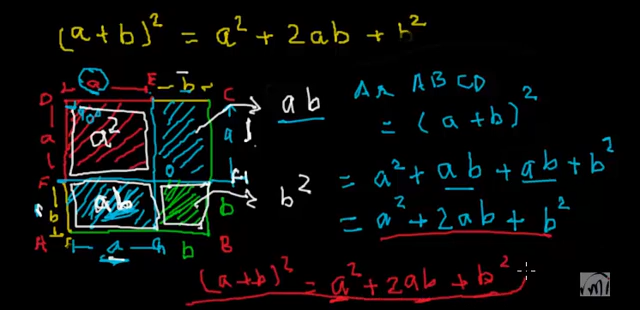 (a+b)² = a² + 2ab + b²
D a E b C
a a² ab a
Ar ABCD
= (a+b)²
F
b ab b² b
= a² + ab + ab + b²
= a² + 2ab + b²
A a b B
(a+b)² = a² + 2ab + b²